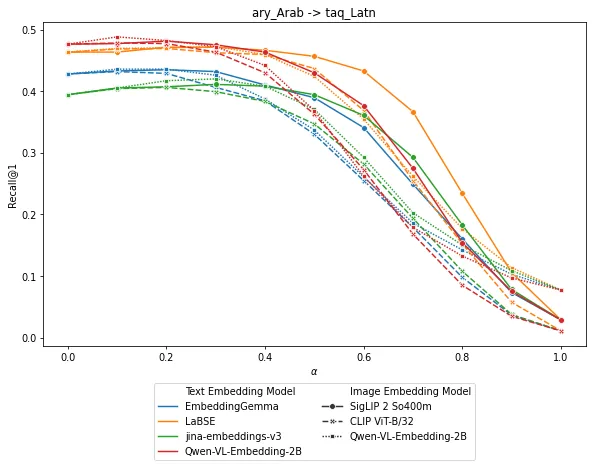 ary_Arab -> taq_Latn
Recall@1
0.5
0.4
0.3
0.2
0.1
0.0
0.0 0.2 0.4 0.6 0.8 1.0
α
Text Embedding Model
EmbeddingGemma
LaBSE
jina-embeddings-v3
Qwen-VL-Embedding-2B
Image Embedding Model
SigLIP 2 So400m
CLIP ViT-B/32
Qwen-VL-Embedding-2B